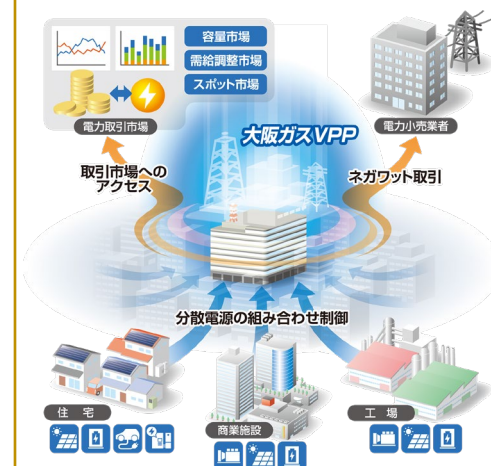 容量市場
需給調整市場
スポット市場
電力取引市場
電力小売業者
大阪ガスVPP
取引市場への
アクセス
ネガワット取引
分散電源の組み合わせ制御
住宅
商業施設
工場